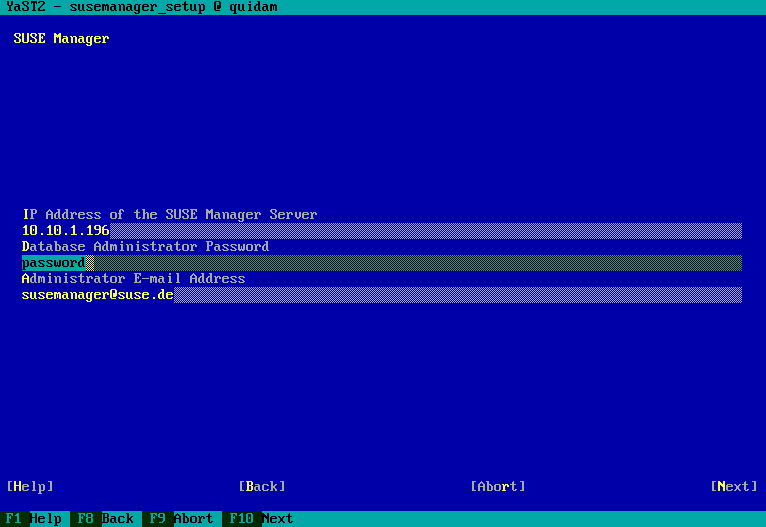 YaST2 - susemanager_setup @ quidam
SUSE Manager
IP Address of the SUSE Manager Server
10.10.1.196
Database Administrator Password
password
Administrator E-mail Address
susemanager@suse.de
[Help] [Back] [Abort] [Next]
F1 Help F8 Back F9 Abort F10 Next